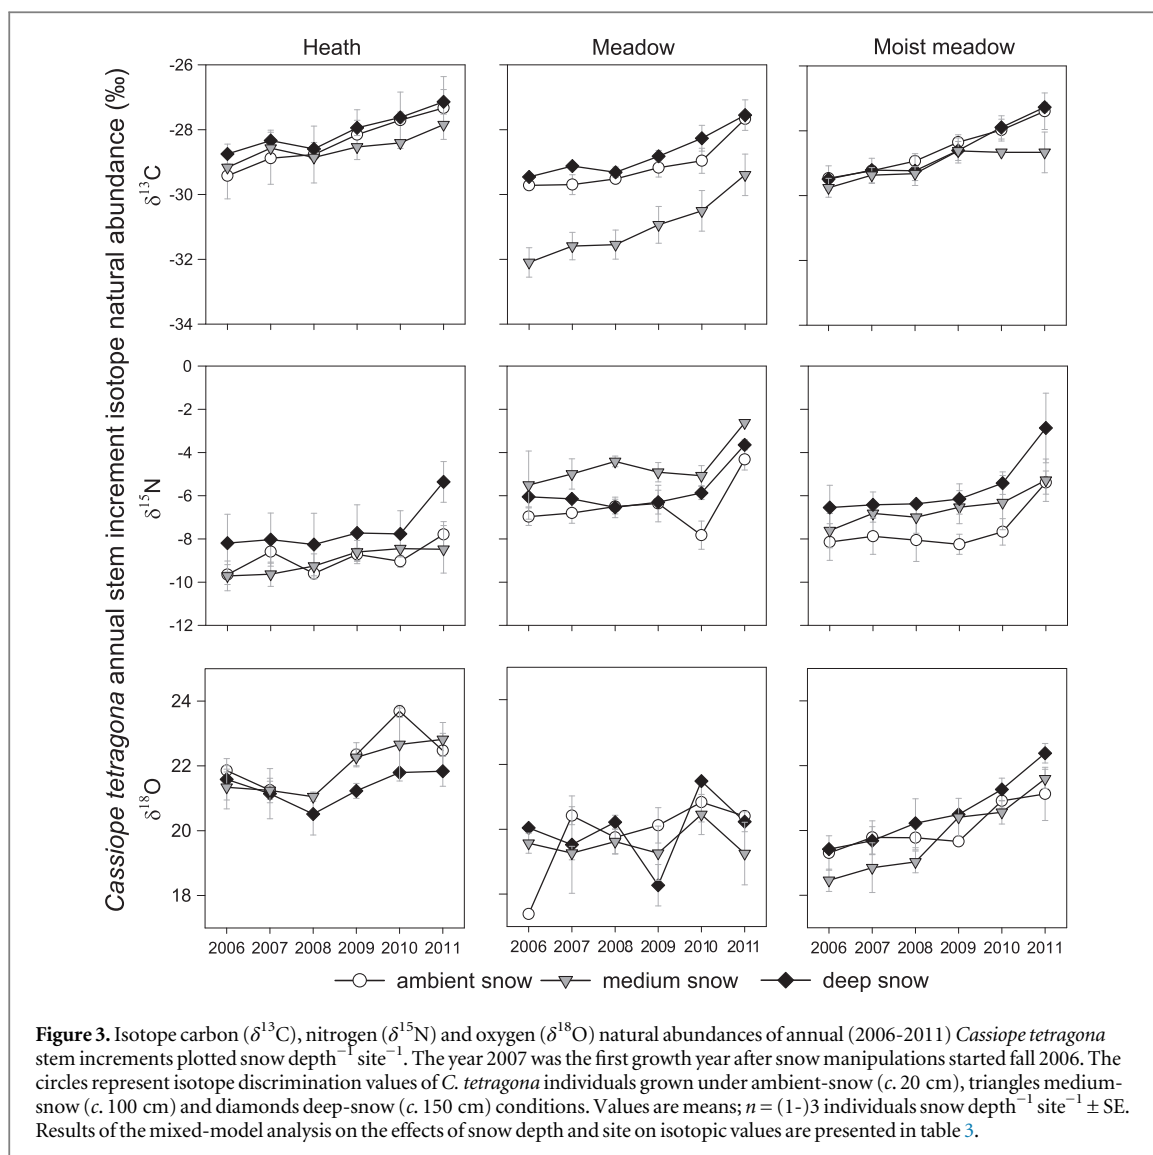 Heath Meadow Moist meadow
Cassiope tetragona annual stem increment isotope natural abundance (‰)
δ¹³C
-26
-28
-30
-32
-34
δ¹⁵N
0
-2
-4
-6
-8
-10
-12
δ¹⁸O
24
22
20
18
2006 2007 2008 2009 2010 2011 2006 2007 2008 2009 2010 2011 2006 2007 2008 2009 2010 2011
ambient snow medium snow deep snow
Figure 3. Isotope carbon (δ¹³C), nitrogen (δ¹⁵N) and oxygen (δ¹⁸O) natural abundances of annual (2006-2011) Cassiope tetragona
stem increments plotted snow depth⁻¹ site⁻¹. The year 2007 was the first growth year after snow manipulations started fall 2006. The
circles represent isotope discrimination values of C. tetragona individuals grown under ambient-snow (c. 20 cm), triangles medium-
snow (c. 100 cm) and diamonds deep-snow (c. 150 cm) conditions. Values are means; n = (1-)3 individuals snow depth⁻¹ site⁻¹ ± SE.
Results of the mixed-model analysis on the effects of snow depth and site on isotopic values are presented in table 3.